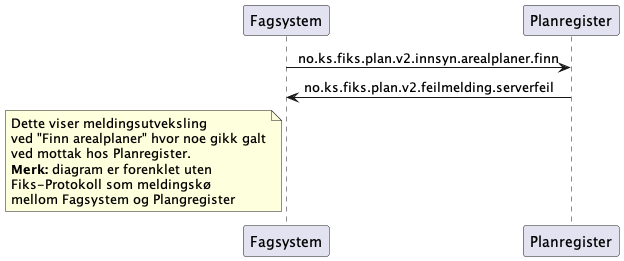 Fagsystem
Planregister
no.ks.fiks.plan.v2.innsyn.arealplaner.finn
no.ks.fiks.plan.v2.feilmelding.serverfeil
Dette viser meldingsutveksling
ved "Finn arealplaner" hvor noe gikk galt
ved mottak hos Planregister.
Merk: diagram er forenklet uten
Fiks-Protokoll som meldingskø
mellom Fagsystem og Plangregister
Fagsystem
Planregister